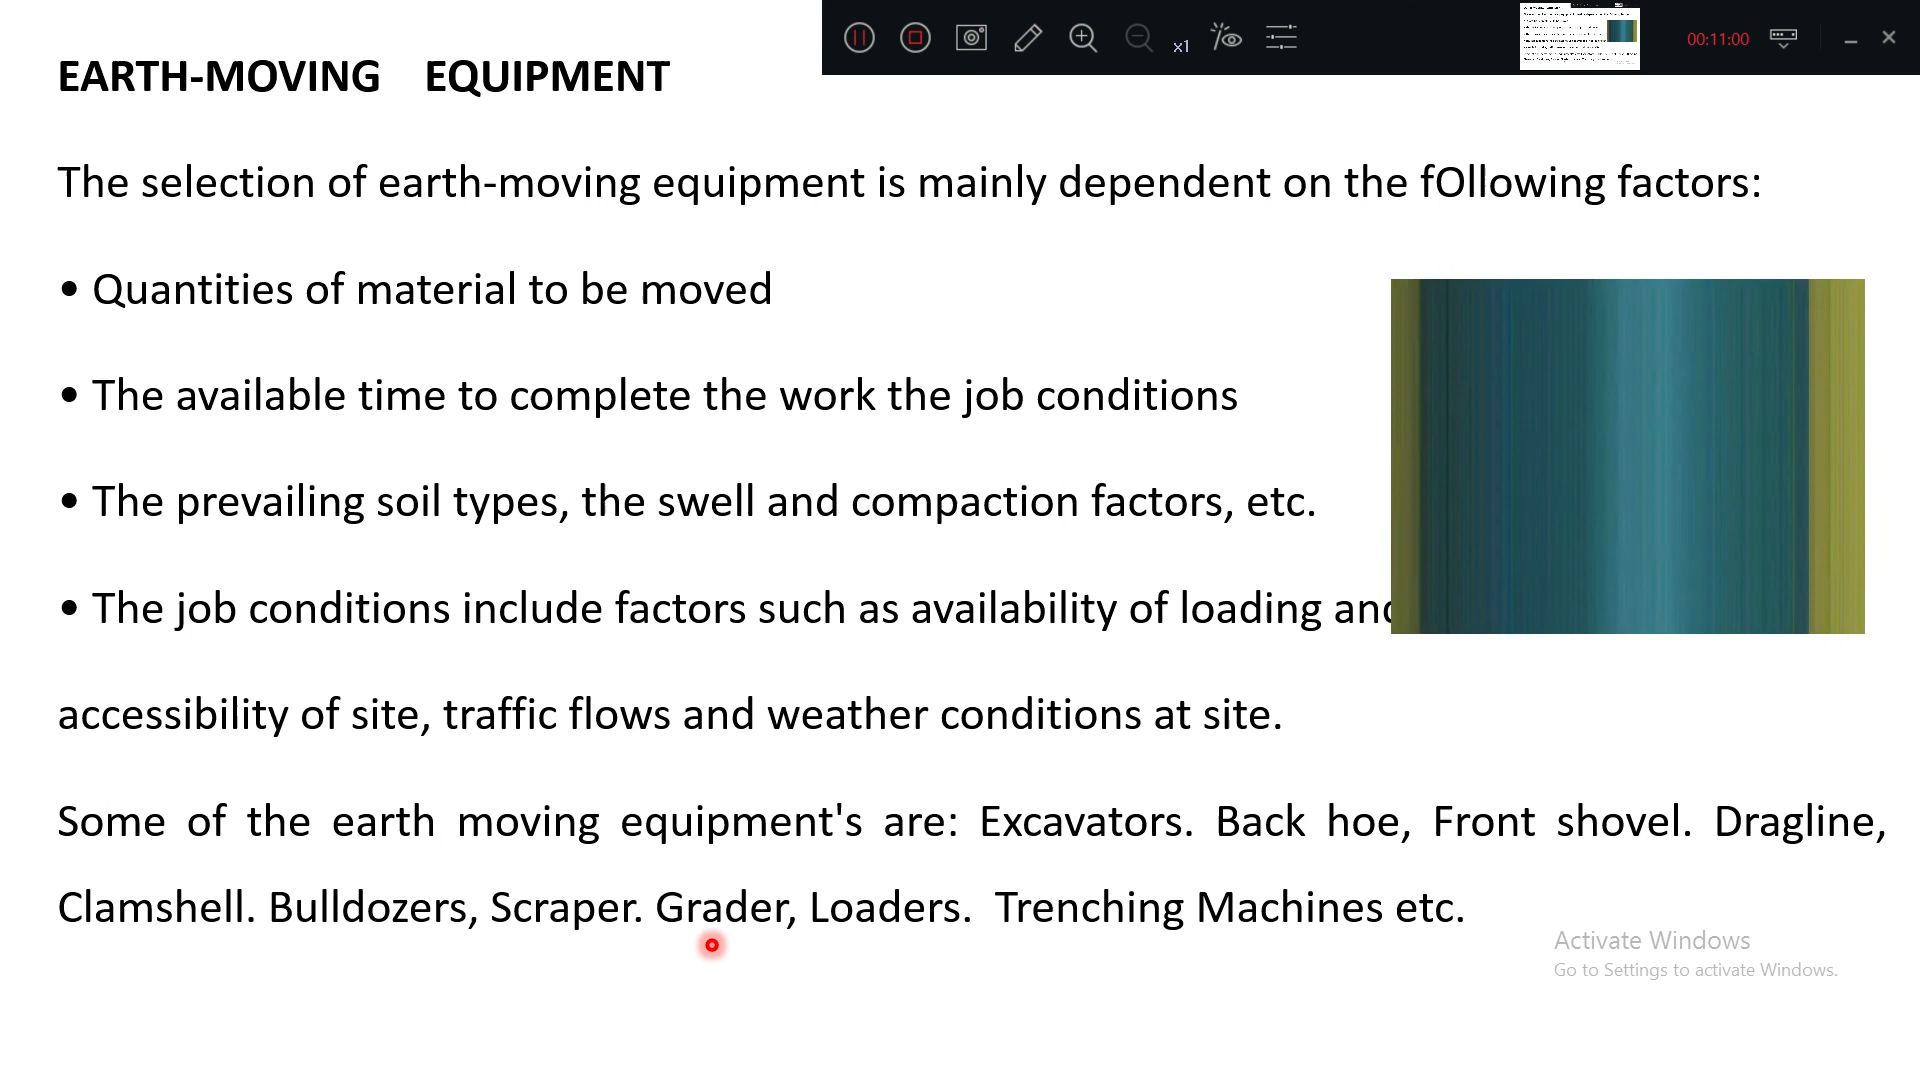 x1
00:11:00
EARTH-MOVING EQUIPMENT
The selection of earth-moving equipment is mainly dependent on the fOllowing factors:
• Quantities of material to be moved
• The available time to complete the work the job conditions
• The prevailing soil types, the swell and compaction factors, etc.
• The job conditions include factors such as availability of loading and
accessibility of site, traffic flows and weather conditions at site.
Some of the earth moving equipment's are: Excavators. Back hoe, Front shovel. Dragline,
Clamshell. Bulldozers, Scraper. Grader, Loaders. Trenching Machines etc.
Activate Windows
Go to Settings to activate Windows.